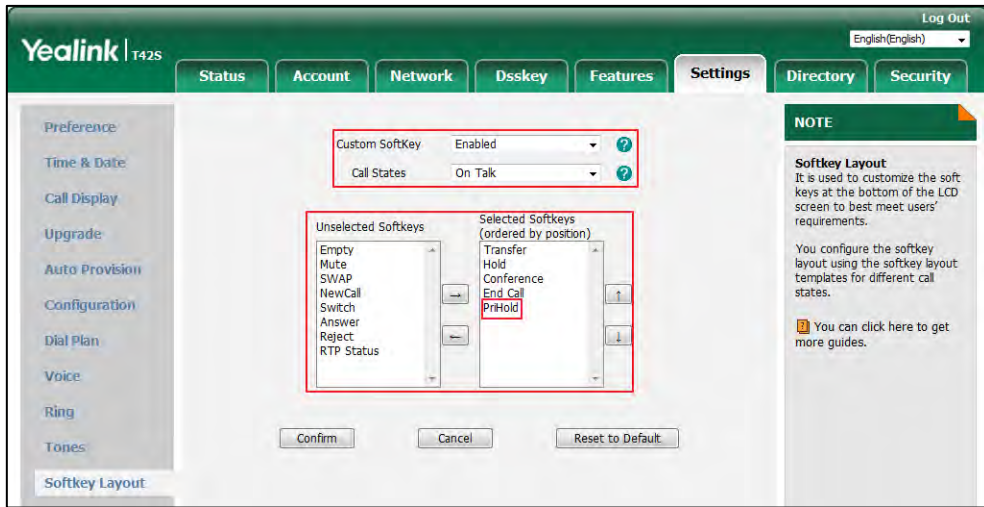 Log Out
Yealink T42S
English(English)
Status Account Network Dsskey Features Settings Directory Security
Preference
Time & Date
Call Display
Upgrade
Auto Provision
Configuration
Dial Plan
Voice
Ring
Tones
Softkey Layout
Custom SoftKey Enabled ?
Call States On Talk ?
Unselected Softkeys
Empty
Mute
SWAP
NewCall
Switch
Answer
Reject
RTP Status
→
←
Selected Softkeys
(ordered by position)
Transfer
Hold
Conference
End Call
PriHold
↑
↓
Confirm Cancel Reset to Default
NOTE
Softkey Layout
It is used to customize the soft
keys at the bottom of the LCD
screen to best meet users'
requirements.
You configure the softkey
layout using the softkey layout
templates for different call
states.
? You can click here to get
more guides.